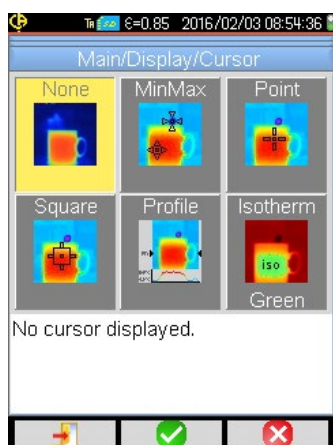 ε=0.85 2016/02/03 08:54:36
Main/Display/Cursor
None MinMax Point
Square Profile Isotherm
iso
Green
No cursor displayed.